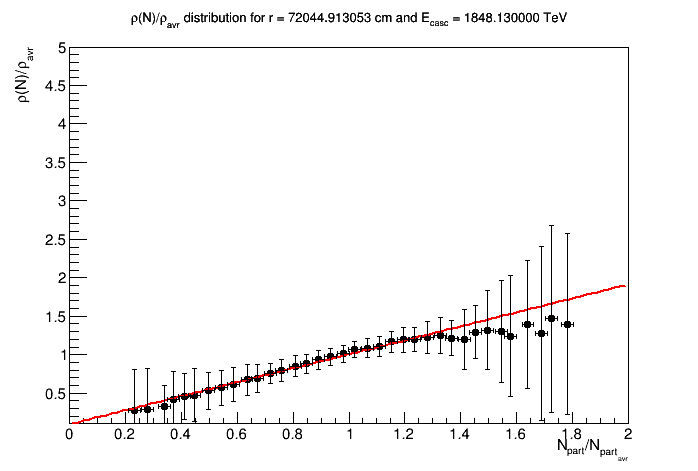 ρ(N)/ρavr distribution for r = 72044.913053 cm and Ecasc = 1848.130000 TeV
ρ(N)/ρavr
5
4.5
4
3.5
3
2.5
2
1.5
1
0.5
0 0.2 0.4 0.6 0.8 1 1.2 1.4 1.6 1.8 2
Npart/Npartavr